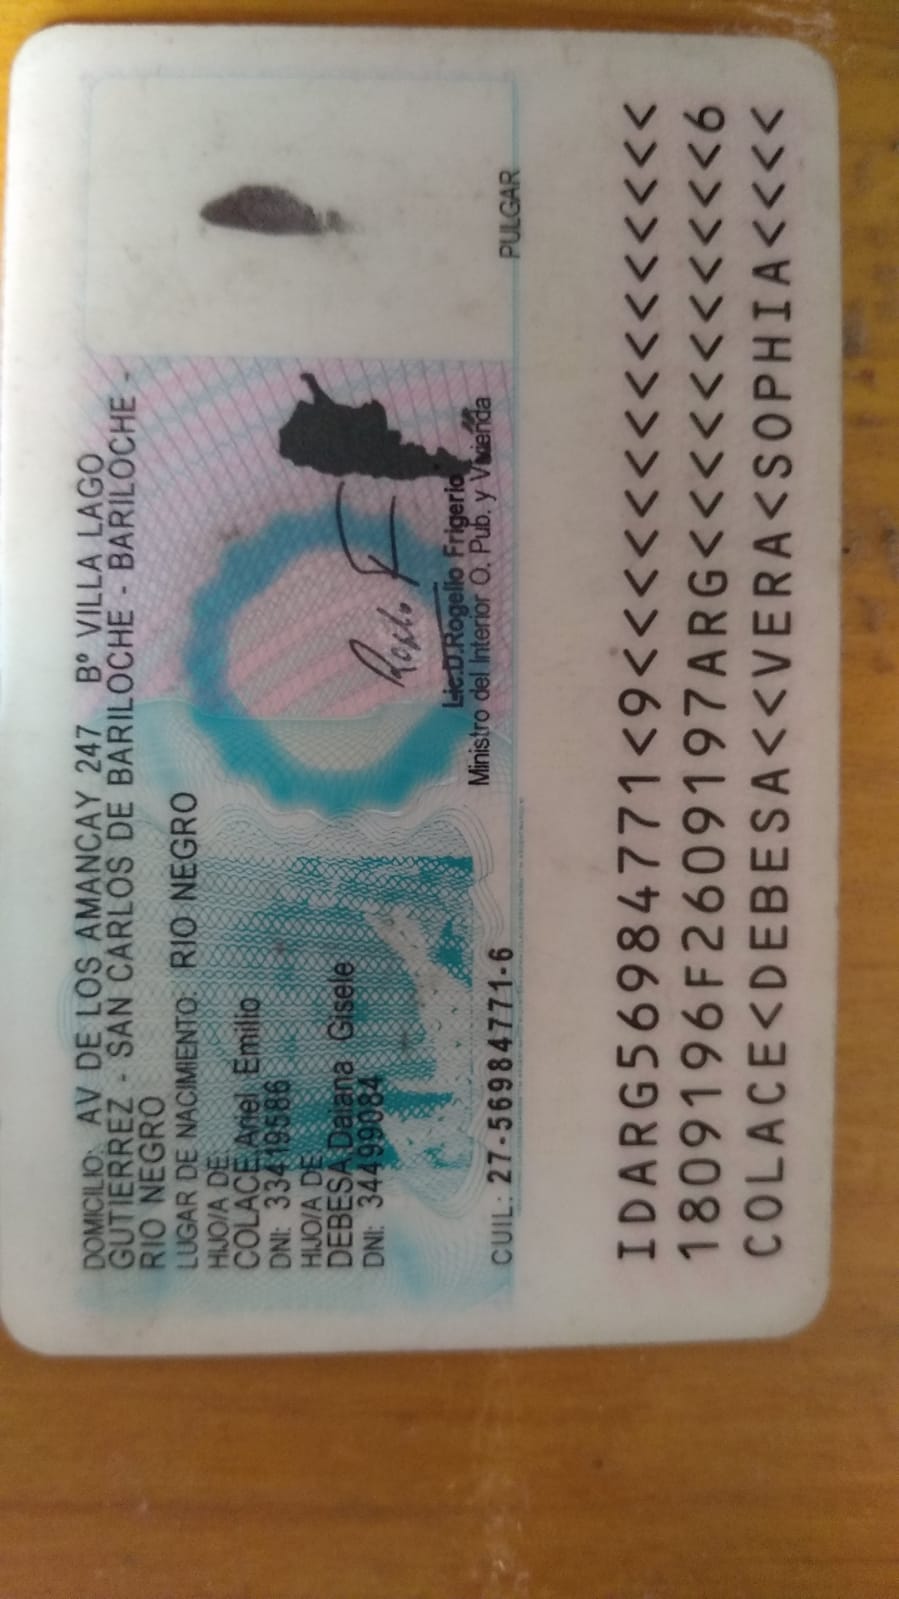 DOMICILIO: AV DE LOS AMANCAY 247 Bº VILLA LAGO
GUTIERREZ - SAN CARLOS DE BARILOCHE - BARILOCHE -
RIO NEGRO
LUGAR DE NACIMIENTO: RIO NEGRO
HIJO/A DE:
COLACE Ariel Emilio
DNI: 33419586
HIJO/A DE:
DEBESA Daiana Gisele
DNI: 34499084
Lic.D.Rogelio Frigerio
Ministro del Interior O. Pub. y Vivienda
CUIL: 27-56984771-6
PULGAR
IDARG56984771<9<<<<<<<<<<<<<<<
1809196F2609197ARG<<<<<<<<<<<6
COLACE<DEBESA<<VERA<SOPHIA<<<<